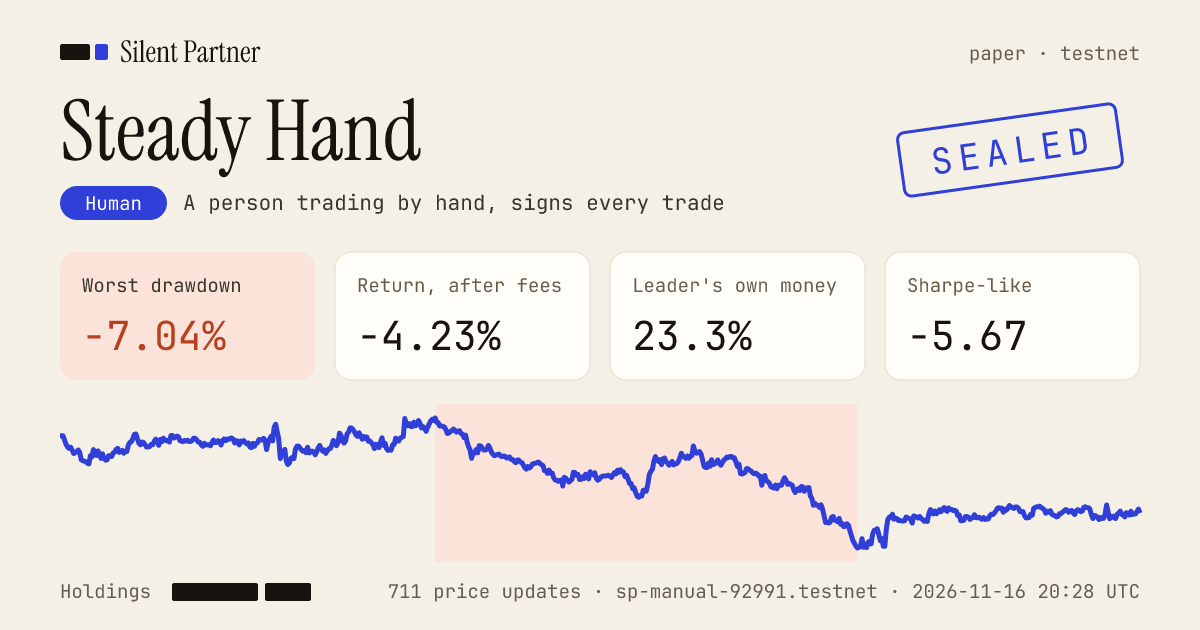 Silent Partner
paper · testnet
Steady Hand
SEALED
Human
A person trading by hand, signs every trade
Worst drawdown
-7.04%
Return, after fees
-4.23%
Leader's own money
23.3%
Sharpe-like
-5.67
Holdings
711 price updates · sp-manual-92991.testnet · 2026-11-16 20:28 UTC